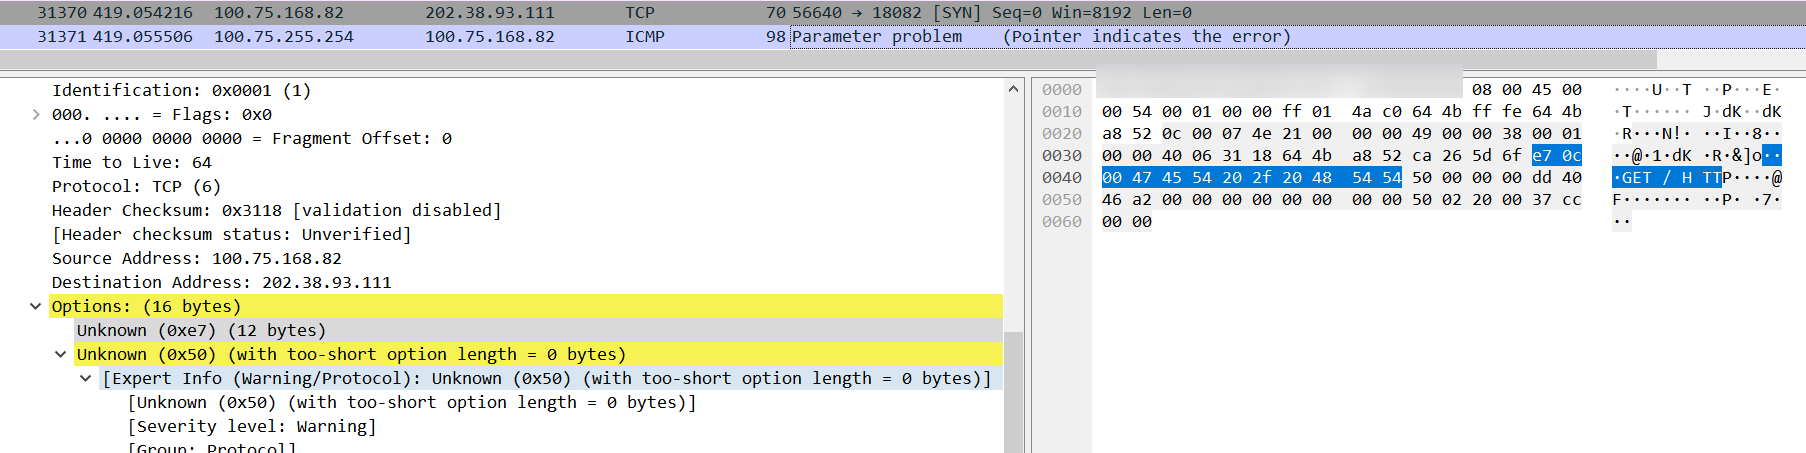 31370 419.054216 100.75.168.82 202.38.93.111 TCP 70 56640 → 18082 [SYN] Seq=0 Win=8192 Len=0
31371 419.055506 100.75.255.254 100.75.168.82 ICMP 98 Parameter problem (Pointer indicates the error)
Identification: 0x0001 (1)
000. .... = Flags: 0x0
...0 0000 0000 0000 = Fragment Offset: 0
Time to Live: 64
Protocol: TCP (6)
Header Checksum: 0x3118 [validation disabled]
[Header checksum status: Unverified]
Source Address: 100.75.168.82
Destination Address: 202.38.93.111
Options: (16 bytes)
Unknown (0xe7) (12 bytes)
Unknown (0x50) (with too-short option length = 0 bytes)
[Expert Info (Warning/Protocol): Unknown (0x50) (with too-short option length = 0 bytes)]
[Unknown (0x50) (with too-short option length = 0 bytes)]
[Severity level: Warning]
[Group: Protocol]
0000 08 00 45 00 ····U··T ··P···E·
0010 00 54 00 01 00 00 ff 01 4a c0 64 4b ff fe 64 4b ·T······ J·dK··dK
0020 a8 52 0c 00 07 4e 21 00 00 00 49 00 00 38 00 01 ·R···N!· ··I··8··
0030 00 00 40 06 31 18 64 4b a8 52 ca 26 5d 6f e7 0c ··@·1·dK ·R·&]o··
0040 00 47 45 54 20 2f 20 48 54 54 50 00 00 00 dd 40 ·GET / H TTP····@
0050 46 a2 00 00 00 00 00 00 00 00 50 02 20 00 37 cc F······· ··P· ·7·
0060 00 00 ··